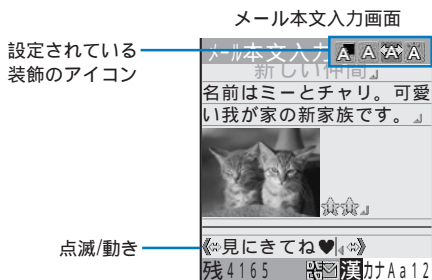 メール本文入力画面
設定されている
装飾のアイコン
メール本文入力
新しい仲間」
名前はミーとチャリ。可愛
い我が家の新家族です。」
点滅/動き
《見にきてね♥》
残4165 漢カナAa12